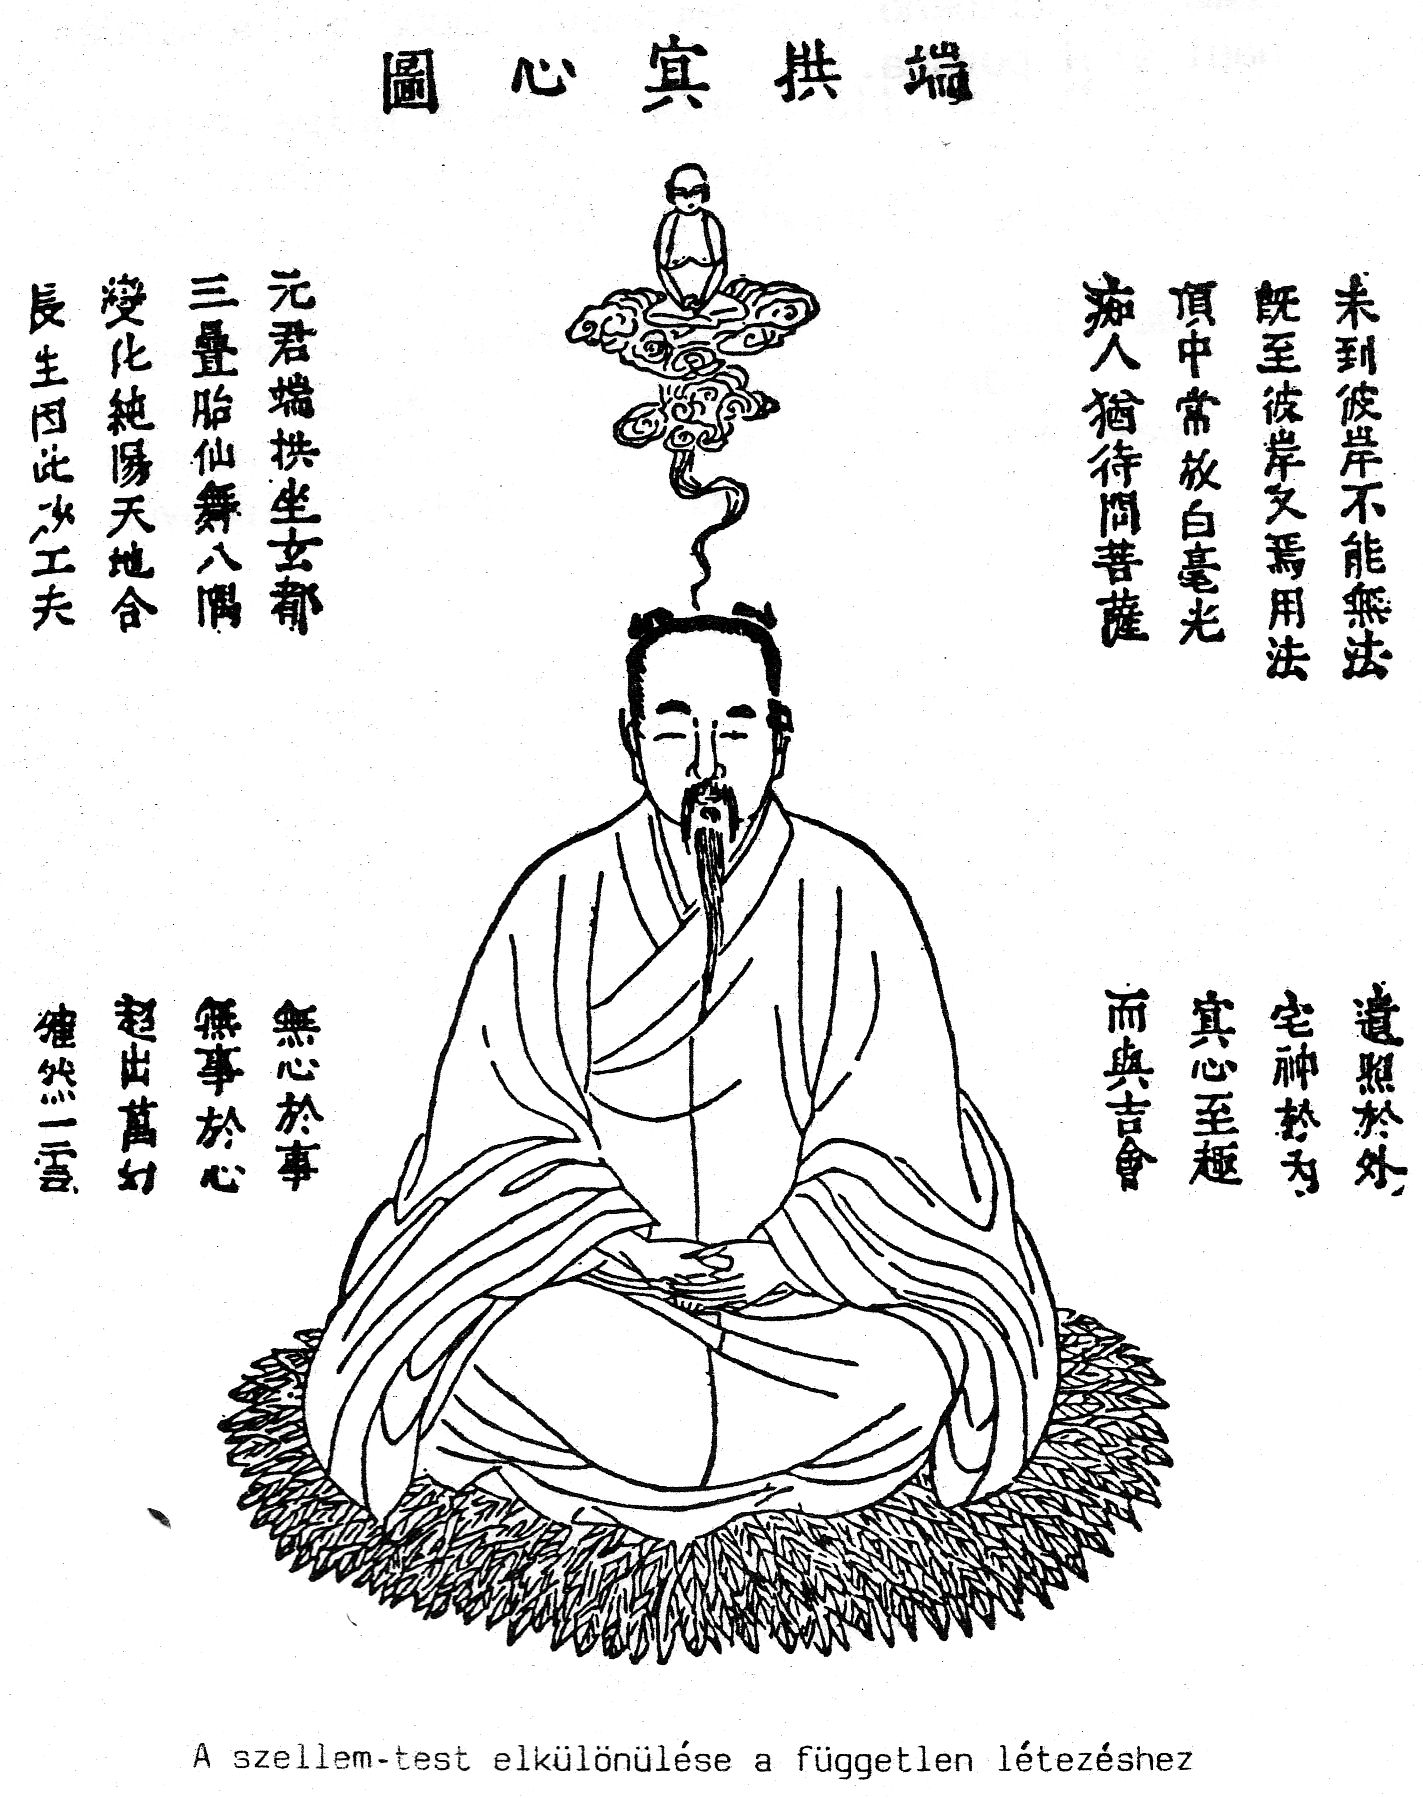 端拱冥心圖
未到彼岸不能無法
既至彼岸又焉用法
頂中常放白毫光
痴人猶待問菩薩
元君端拱坐玄都
三疊胎仙舞八隅
變化純陽天地合
長生因此妙工夫
遺照於外
宅神於內
冥心至趣
而與吉會
無心於事
無事於心
超出萬幻
確然一靈
A szellem-test elkülönülése a független létezéshez